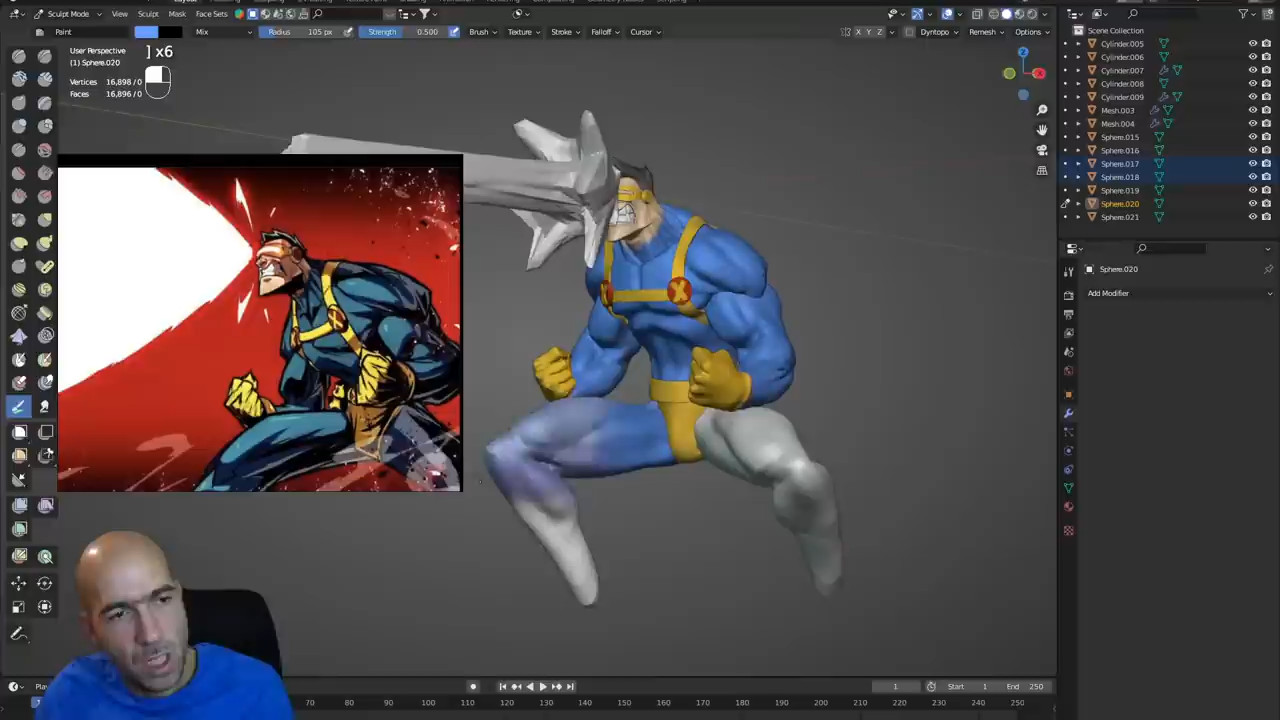 Sculpt Mode View Sculpt Mask Face Sets Options
Paint Mix Radius 105 px Strength 0.500 Brush Texture Stroke Falloff Cursor X Y Z Dyntopo Remesh Options
User Perspective
(1) Sphere.020
] x6
Vertices 16,898 / 0
Faces 16,896 / 0
Z
Scene Collection
Cylinder.005
Cylinder.006
Cylinder.007
Cylinder.008
Cylinder.009
Mesh.003
Mesh.004
Sphere.015
Sphere.016
Sphere.017
Sphere.018
Sphere.019
Sphere.020
Sphere.021
Sphere.020
Add Modifier
X
1 Start 1 End 250
70 80 90 100 110 120 130 140 150 160 170 180 190 200 210 220 230 240 250